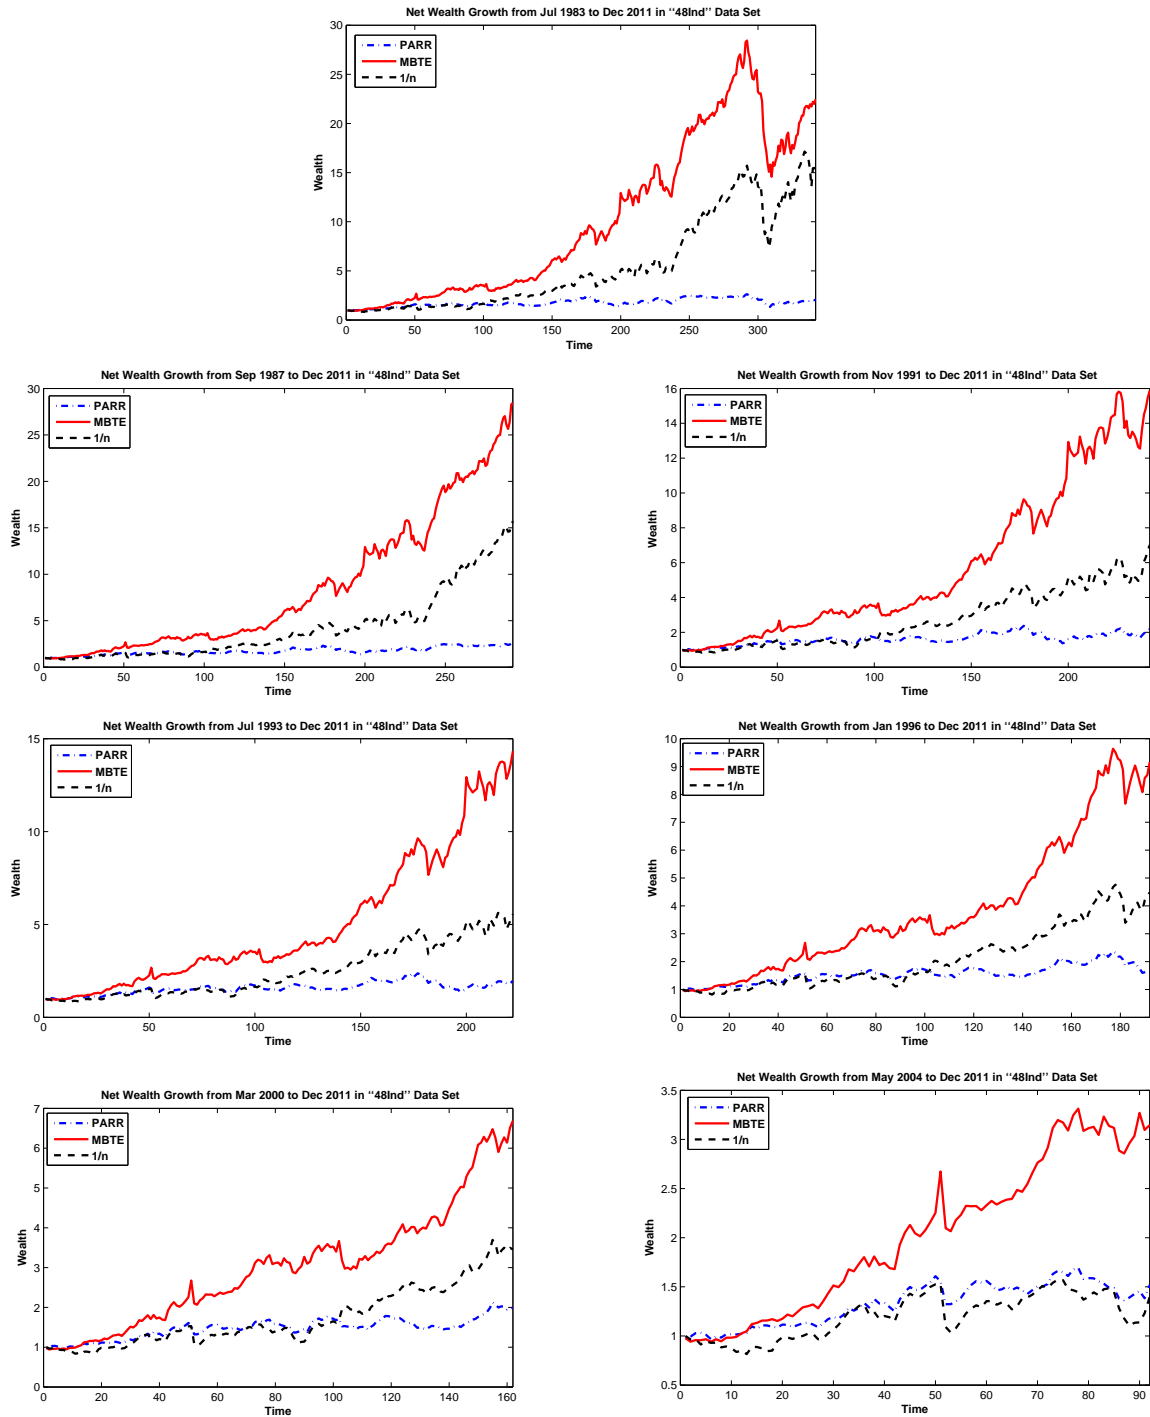 Net Wealth Growth from Jul 1983 to Dec 2011 in ‘‘48Ind’’ Data Set
30
25
20
15
10
5
0
Wealth
PARR
MBTE
1/n
0 50 100 150 200 250 300
Time
Net Wealth Growth from Sep 1987 to Dec 2011 in ‘‘48Ind’’ Data Set
30
25
20
15
10
5
0
Wealth
PARR
MBTE
1/n
0 50 100 150 200 250
Time
Net Wealth Growth from Nov 1991 to Dec 2011 in ‘‘48Ind’’ Data Set
16
14
12
10
8
6
4
2
0
Wealth
PARR
MBTE
1/n
0 50 100 150 200
Time
Net Wealth Growth from Jul 1993 to Dec 2011 in ‘‘48Ind’’ Data Set
15
10
5
0
Wealth
PARR
MBTE
1/n
0 50 100 150 200
Time
Net Wealth Growth from Jan 1996 to Dec 2011 in ‘‘48Ind’’ Data Set
10
9
8
7
6
5
4
3
2
1
0
Wealth
PARR
MBTE
1/n
0 20 40 60 80 100 120 140 160 180
Time
Net Wealth Growth from Mar 2000 to Dec 2011 in ‘‘48Ind’’ Data Set
7
6
5
4
3
2
1
0
Wealth
PARR
MBTE
1/n
0 20 40 60 80 100 120 140 160
Time
Net Wealth Growth from May 2004 to Dec 2011 in ‘‘48Ind’’ Data Set
3.5
3
2.5
2
1.5
1
0.5
Wealth
PARR
MBTE
1/n
0 10 20 30 40 50 60 70 80 90
Time